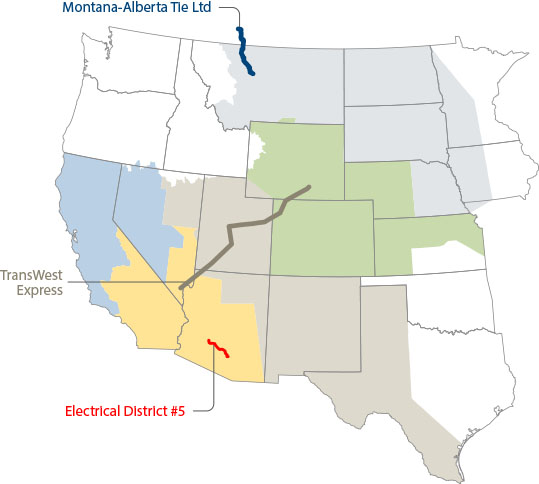 Montana-Alberta Tie Ltd
TransWest
Express
Electrical District #5